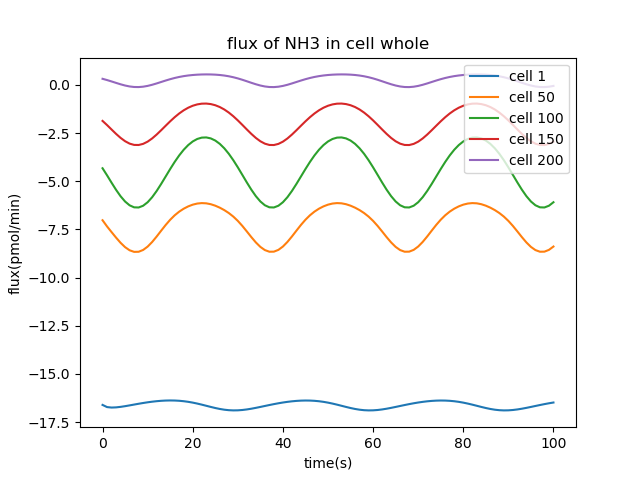 flux of NH3 in cell whole
cell 1
cell 50
cell 100
cell 150
cell 200
0.0
−2.5
−5.0
−7.5
−10.0
−12.5
−15.0
−17.5
flux(pmol/min)
0 20 40 60 80 100
time(s)